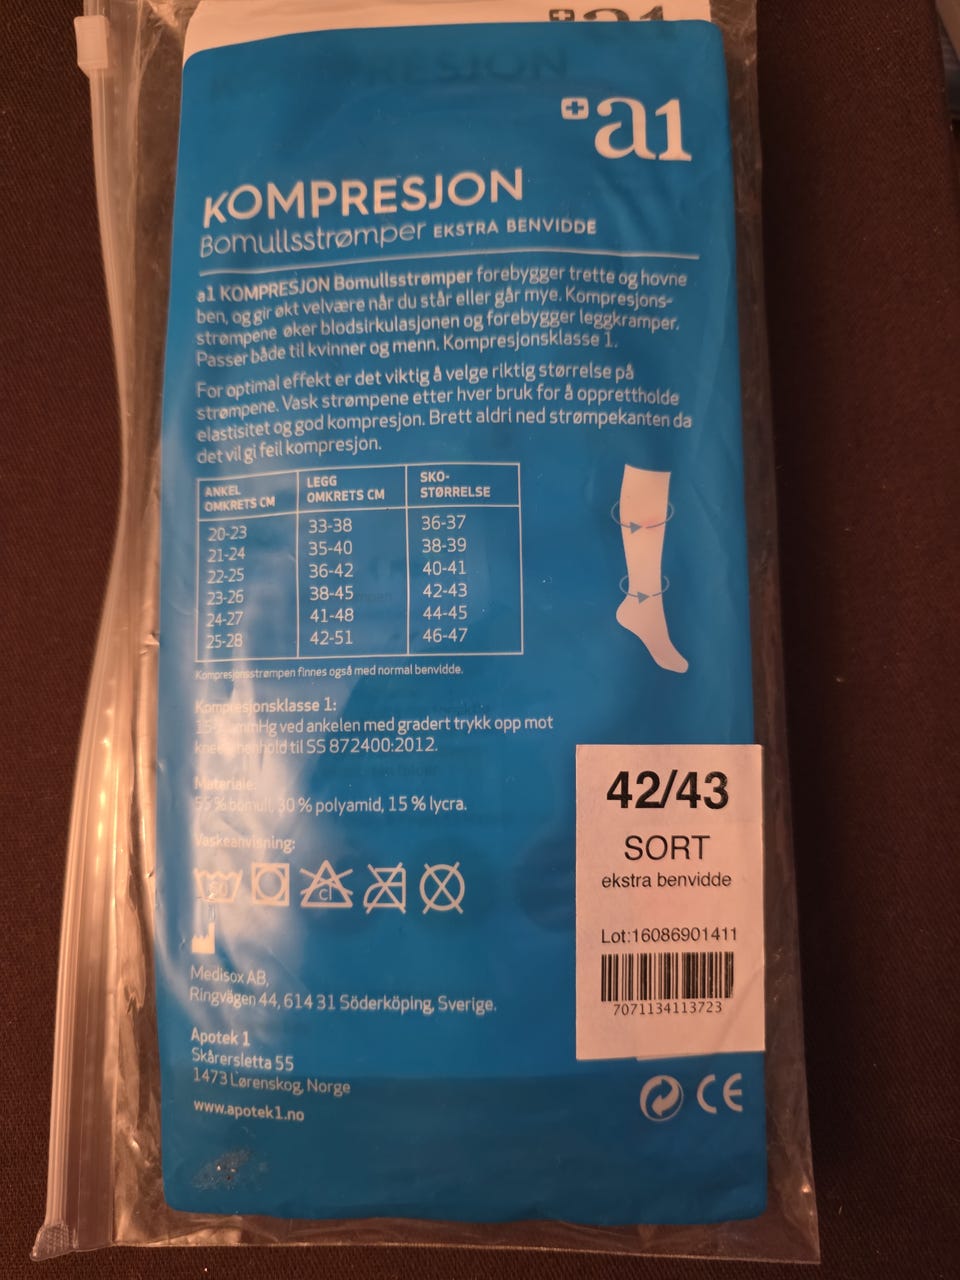 a1
KOMPRESJON
a1
KOMPRESJON
Bomullsstrømper EKSTRA BENVIDDE
a1 KOMPRESJON Bomullsstrømper forebygger trette og hovne
ben, og gir økt velvære når du står eller går mye. Kompresjons-
strømpene øker blodsirkulasjonen og forebygger leggkramper.
Passer både til kvinner og menn. Kompresjonsklasse 1.
For optimal effekt er det viktig å velge riktig størrelse på
strømpene. Vask strømpene etter hver bruk for å opprettholde
elastisitet og god kompresjon. Brett aldri ned strømpekanten da
det vil gi feil kompresjon.
ANKEL OMKRETS CM LEGG OMKRETS CM SKO-STØRRELSE
20-23 33-38 36-37
21-24 35-40 38-39
22-25 36-42 40-41
23-26 38-45 42-43
24-27 41-48 44-45
25-28 42-51 46-47
Kompresjonsstrømpen finnes også med normal benvidde.
Kompresjonsklasse 1:
mmHg ved ankelen med gradert trykk opp mot
til SS 872400:2012.
Materiale:
55 % bomull, 30 % polyamid, 15 % lycra.
Vaskeanvisning:
cl
Medisox AB,
Ringvägen 44, 614 31 Söderköping, Sverige.
Apotek 1
Skårersletta 55
1473 Lørenskog, Norge
www.apotek1.no
42/43
SORT
ekstra benvidde
Lot:16086901411
7071134113723
CE